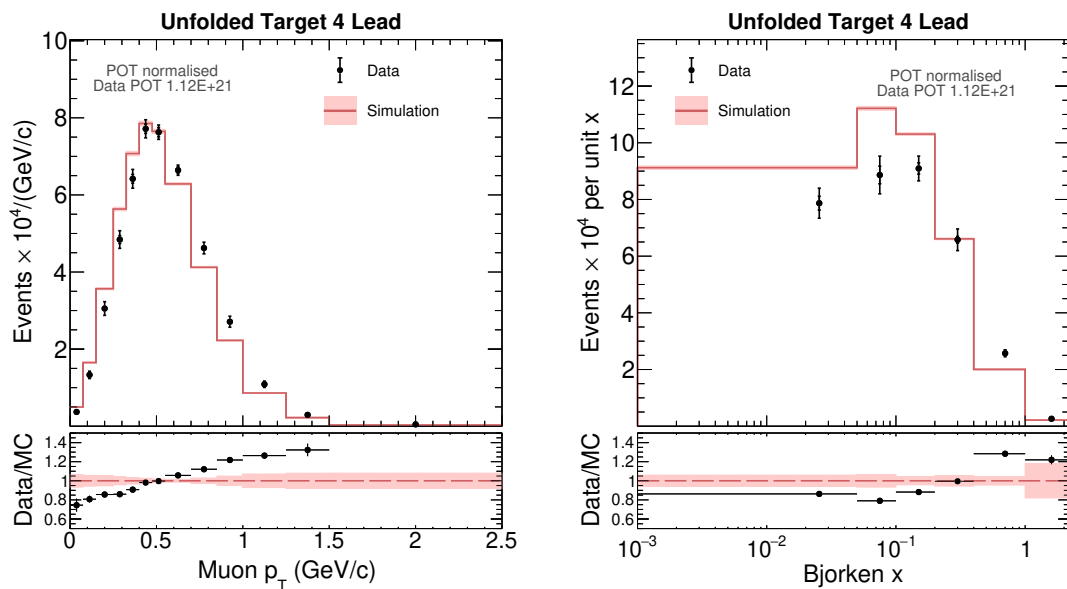 Unfolded Target 4 Lead
Events × 10⁴/(GeV/c)
10
8
6
4
2
POT normalised
Data POT 1.12E+21
Data
Simulation
Data/MC
1.4
1.2
1
0.8
0.6
0
0.5
1.0
1.5
2.0
2.5
Muon p_T (GeV/c)
Unfolded Target 4 Lead
Events × 10⁴ per unit x
12
10
8
6
4
2
Data
Simulation
POT normalised
Data POT 1.12E+21
Data/MC
1.4
1.2
1
0.8
0.6
10⁻³
10⁻²
10⁻¹
1
Bjorken x